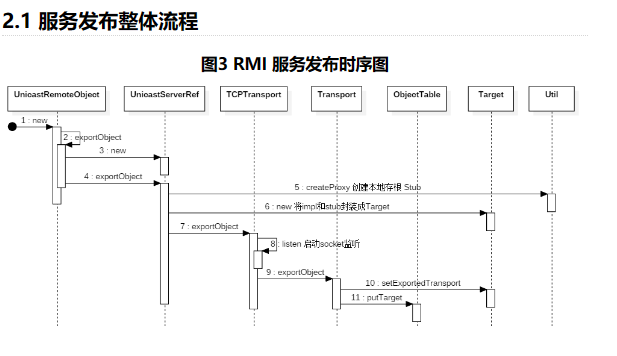 2.1 服务发布整体流程
图3 RMI 服务发布时序图
UnicastRemoteObject UnicastServerRef TCPTransport Transport ObjectTable Target Util
1 : new
2 : exportObject
3 : new
4 : exportObject
5 : createProxy 创建本地存根 Stub
6 : new 将impl和stub封装成Target
7 : exportObject
8 : listen 启动socket监听
9 : exportObject
10 : setExportedTransport
11 : putTarget